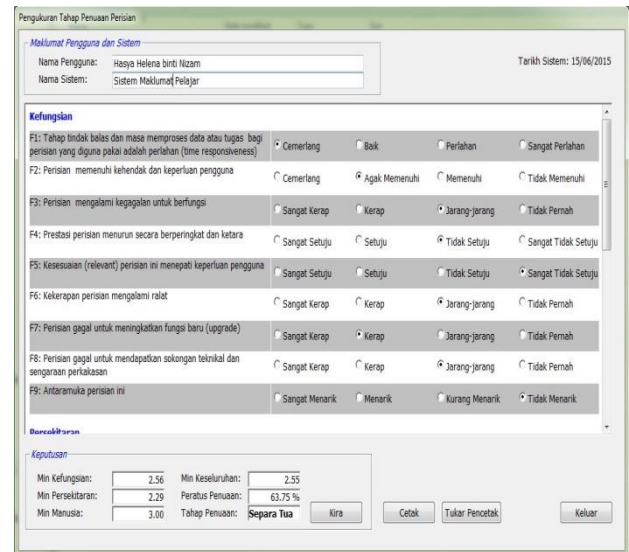 Pengukuran Tahap Penuaan Perisian
Maklumat Pengguna dan Sistem
Nama Pengguna: Hasya Helena binti Nizam
Tarikh Sistem: 15/06/2015
Nama Sistem: Sistem Maklumat Pelajar
Kefungsian
F1: Tahap tindak balas dan masa memproses data atau tugas bagi
perisian yang diguna pakai adalah perlahan (time responsiveness)
Cemerlang Baik Perlahan Sangat Perlahan
F2: Perisian memenuhi kehendak dan keperluan pengguna
Cemerlang Agak Memenuhi Memenuhi Tidak Memenuhi
F3: Perisian mengalami kegagalan untuk berfungsi
Sangat Kerap Kerap Jarang-jarang Tidak Pernah
F4: Prestasi perisian menurun secara berperingkat dan ketara
Sangat Setuju Setuju Tidak Setuju Sangat Tidak Setuju
F5: Kesesuaian (relevant) perisian ini menepati keperluan pengguna
Sangat Setuju Setuju Tidak Setuju Sangat Tidak Setuju
F6: Kekerapan perisian mengalami ralat
Sangat Kerap Kerap Jarang-jarang Tidak Pernah
F7: Perisian gagal untuk meningkatkan fungsi baru (upgrade)
Sangat Kerap Kerap Jarang-jarang Tidak Pernah
F8: Perisian gagal untuk mendapatkan sokongan teknikal dan
sengaraan perkakasan
Sangat Kerap Kerap Jarang-jarang Tidak Pernah
F9: Antaramuka perisian ini
Sangat Menarik Menarik Kurang Menarik Tidak Menarik
Persekitaran
Keputusan
Min Kefungsian: 2.56 Min Keseluruhan: 2.55
Min Persekitaran: 2.29 Peratus Penuaan: 63.75 %
Min Manusia: 3.00 Tahap Penuaan: Separa Tua Kira Cetak Tukar Pencetak Keluar